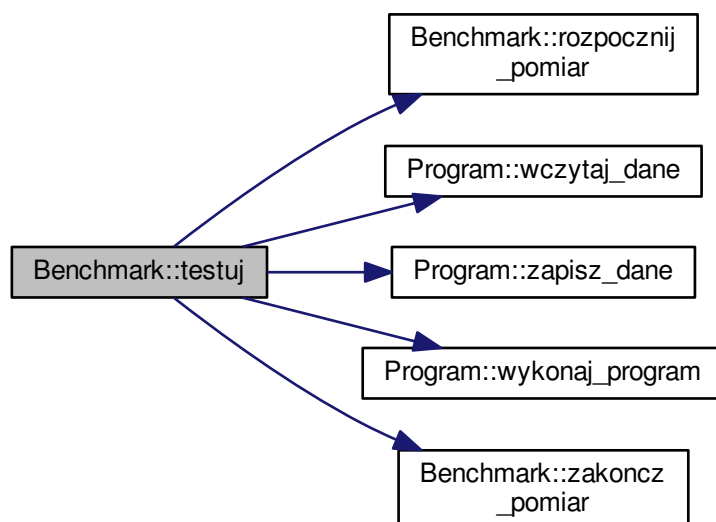 Benchmark::rozpocznij
_pomiar
Program::wczytaj_dane
Benchmark::testuj
Program::zapisz_dane
Program::wykonaj_program
Benchmark::zakoncz
_pomiar